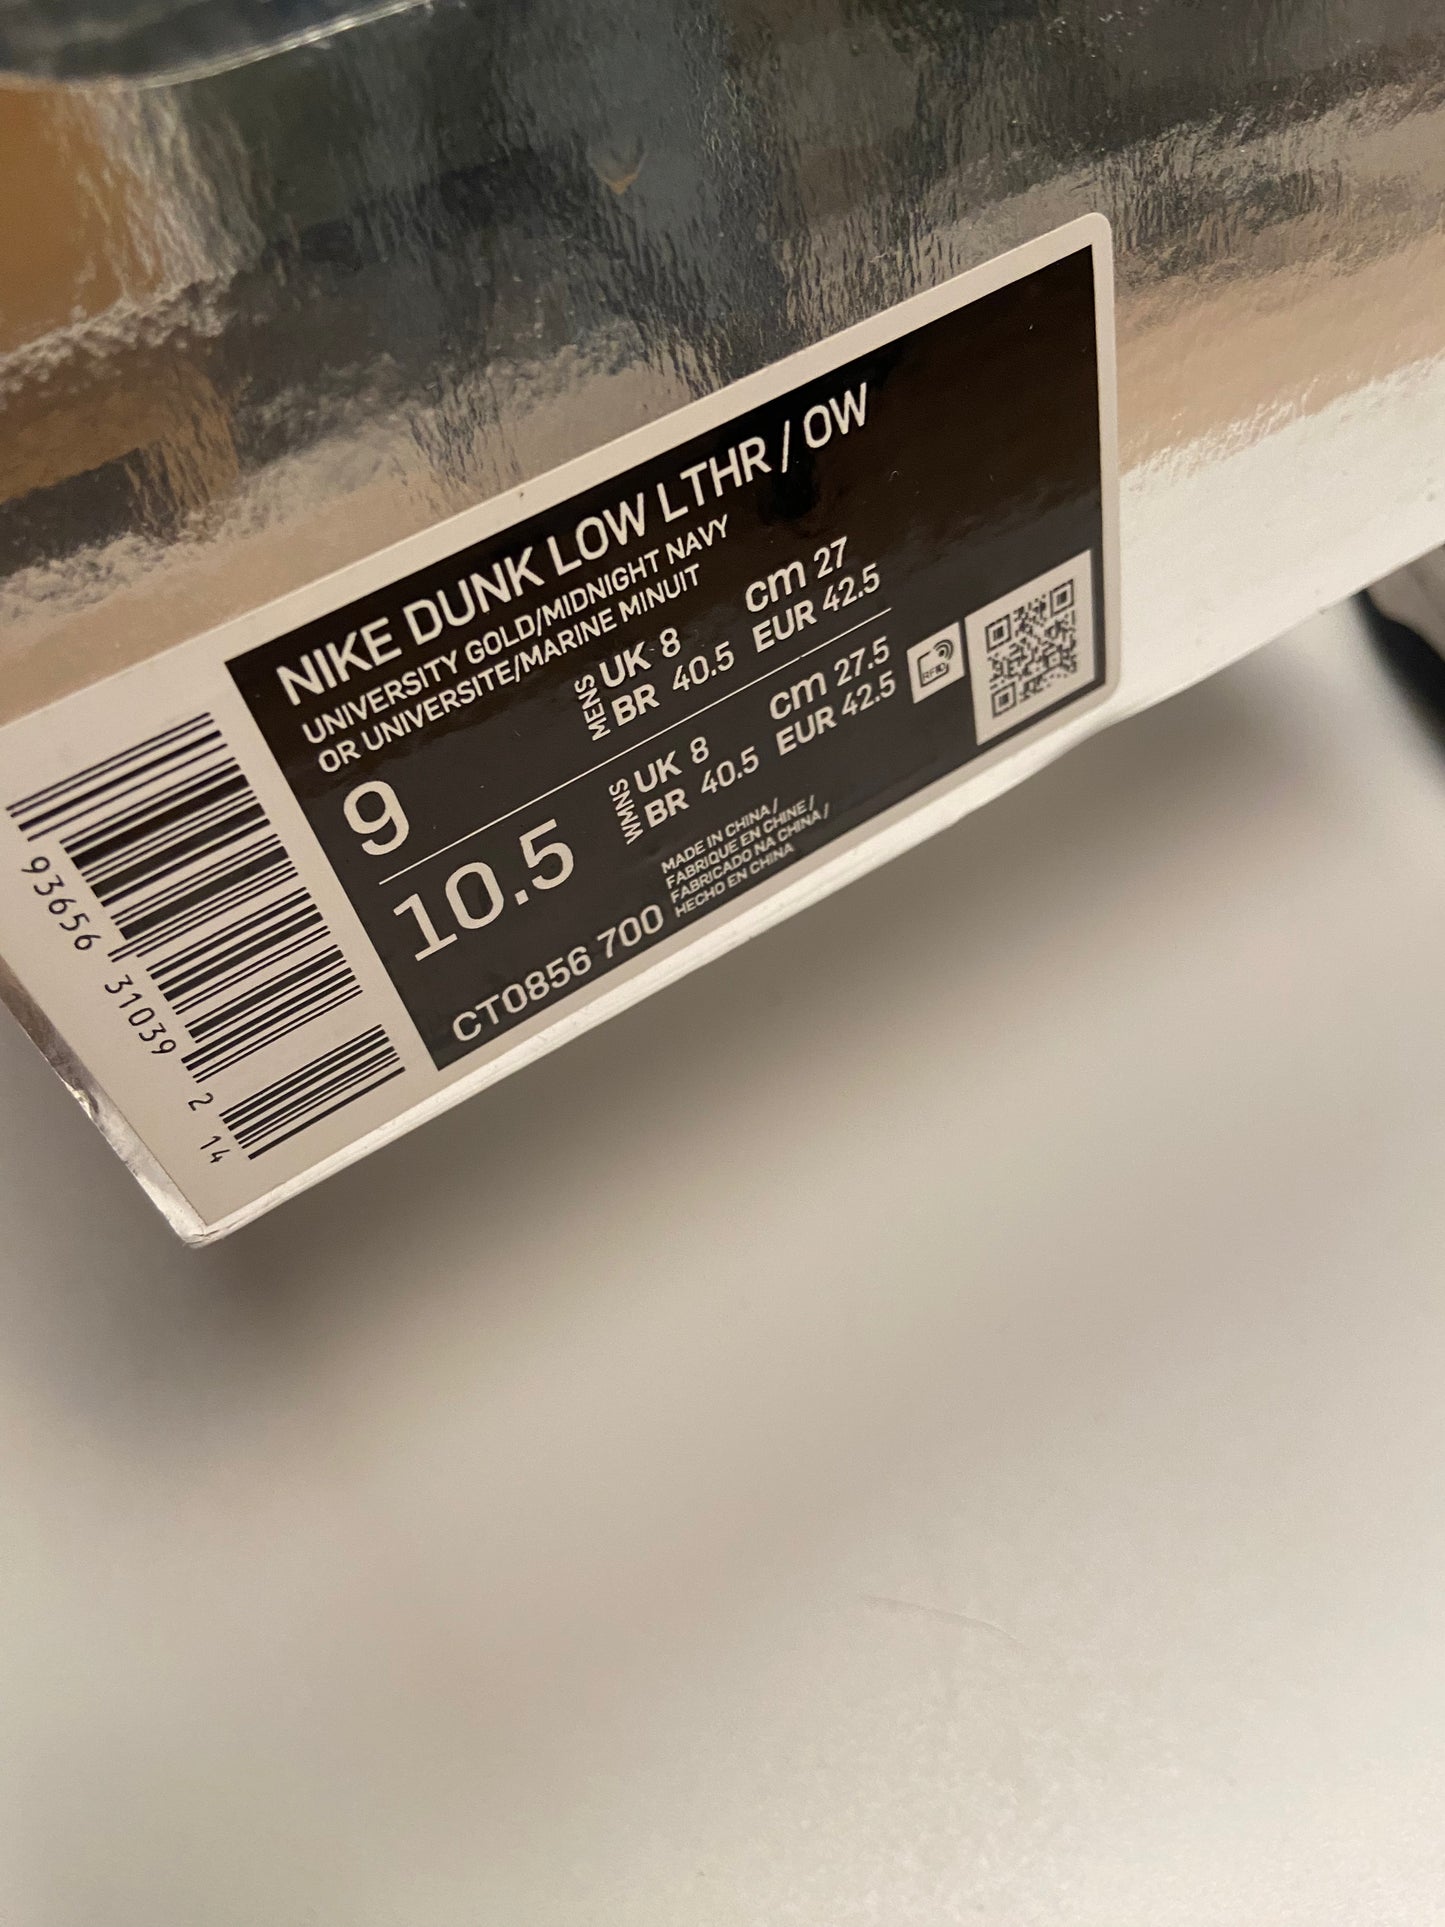 NIKE DUNK LOW LTHR / OW
UNIVERSITY GOLD/MIDNIGHT NAVY
OR UNIVERSITE/MARINE MINUIT
9 MENS UK 8 cm 27
BR 40.5 EUR 42.5
10.5 WMNS UK 8 cm 27.5
BR 40.5 EUR 42.5
RFID
CT0856 700
MADE IN CHINA /
FABRIQUE EN CHINE /
FABRICADO NA CHINA /
HECHO EN CHINA
93656 31039 2 14